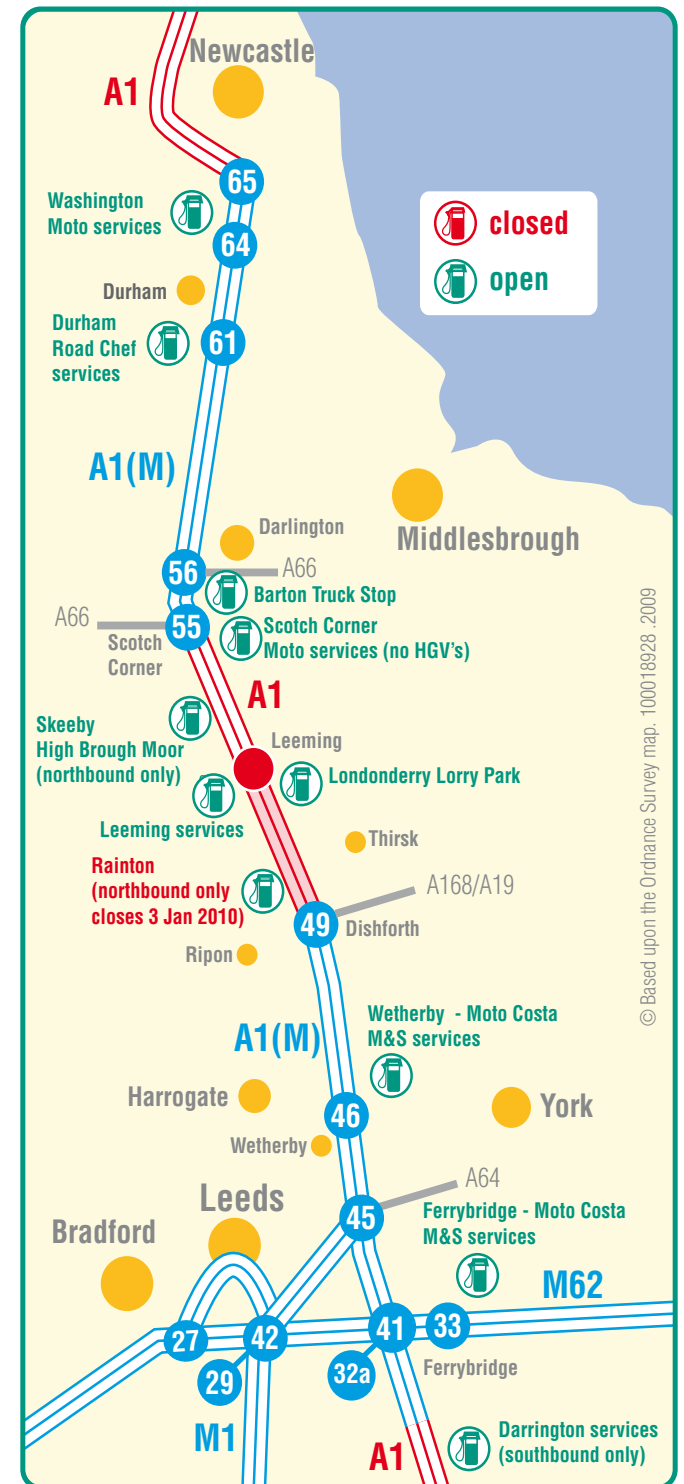 Newcastle
A1
65
Washington
Moto services
64
closed
open
Durham
Durham
Road Chef
services
61
A1(M)
Darlington
Middlesbrough
56
A66
Barton Truck Stop
A66
55
Scotch
Corner
Scotch Corner
Moto services (no HGV's)
A1
Skeeby
High Brough Moor
(northbound only)
Leeming
Londonderry Lorry Park
Leeming services
Thirsk
Rainton
(northbound only
closes 3 Jan 2010)
A168/A19
49
Dishforth
Ripon
Wetherby - Moto Costa
M&S services
A1(M)
Harrogate
46
York
Wetherby
A64
Leeds
45
Ferrybridge - Moto Costa
M&S services
Bradford
M62
27
42
41
33
29
32a
Ferrybridge
M1
A1
Darrington services
(southbound only)
© Based upon the Ordnance Survey map. 100018928 .2009